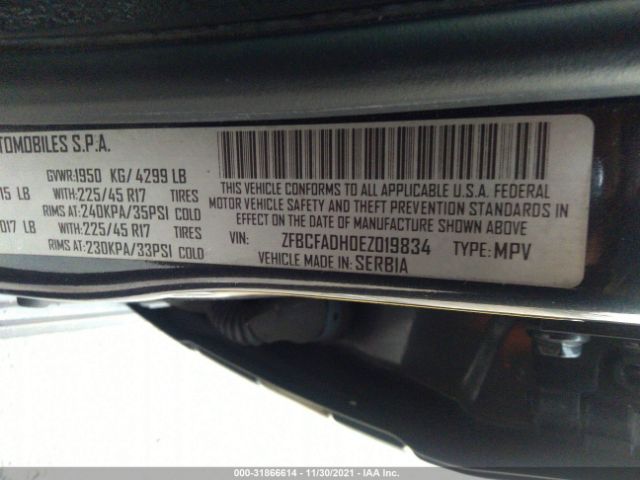 TOMOBILES S.P.A.
GVWR:1950 KG/ 4299 LB
15 LB WITH:225/45 R17 TIRES
RIMS AT:240KPA/35PSI COLD
017 LB WITH:225/45 R17 TIRES
RIMS AT:230KPA/33PSI COLD
THIS VEHICLE CONFORMS TO ALL APPLICABLE U.S.A. FEDERAL
MOTOR VEHICLE SAFETY AND THEFT PREVENTION STANDARDS IN
EFFECT ON THE DATE OF MANUFACTURE SHOWN ABOVE
VIN: ZFBCFADH0EZ019834 TYPE: MPV
VEHICLE MADE IN: SERBIA
000-31866614 - 11/30/2021 - IAAI Inc.